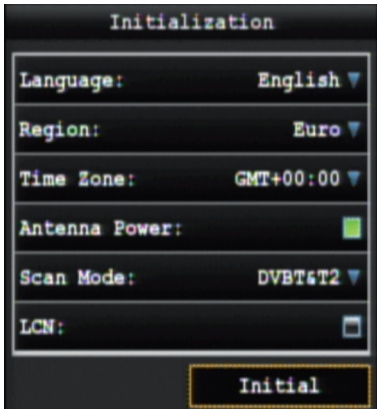 Initialization
Language: English
Region: Euro
Time Zone: GMT+00:00
Antenna Power:
Scan Mode: DVBT&T2
LCN:
Initial